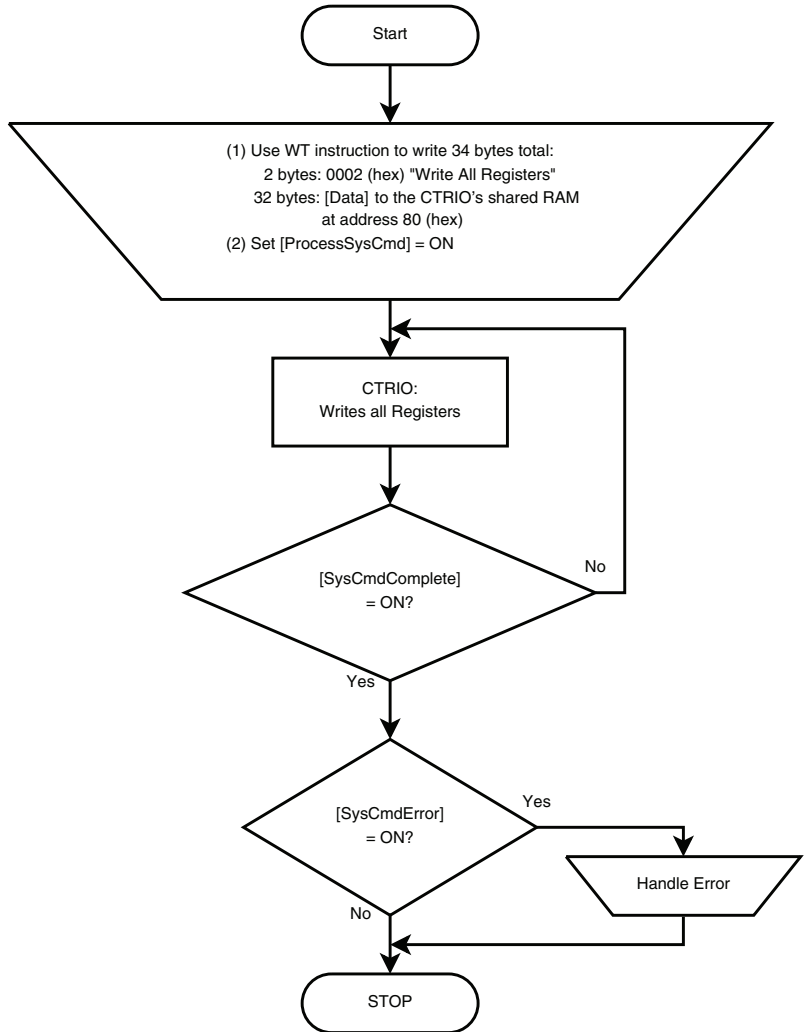 Start
(1) Use WT instruction to write 34 bytes total:
2 bytes: 0002 (hex) "Write All Registers"
32 bytes: [Data] to the CTRIO's shared RAM
at address 80 (hex)
(2) Set [ProcessSysCmd] = ON
CTRIO:
Writes all Registers
[SysCmdComplete]
= ON?
No
Yes
[SysCmdError]
= ON?
Yes
Handle Error
No
STOP